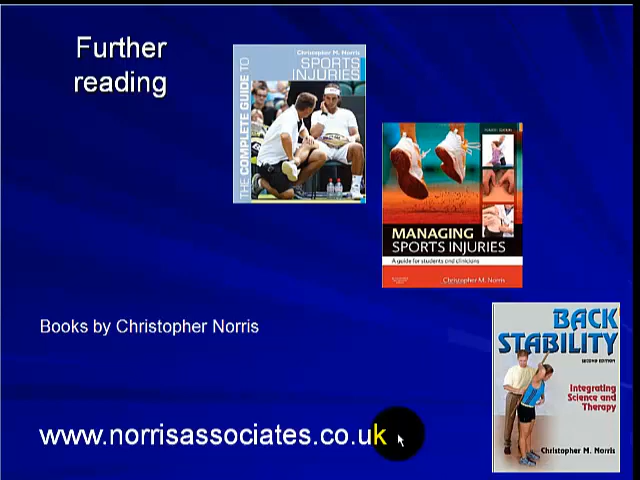 Further
reading
Christopher M. Norris
SPORTS
INJURIES
THE COMPLETE GUIDE TO
MANAGING
SPORTS INJURIES
A guide for students and clinicians
Christopher M. Norris
Books by Christopher Norris
BACK
STABILITY
SECOND EDITION
Integrating
Science and
Therapy
Christopher M. Norris
www.norrisassociates.co.uk